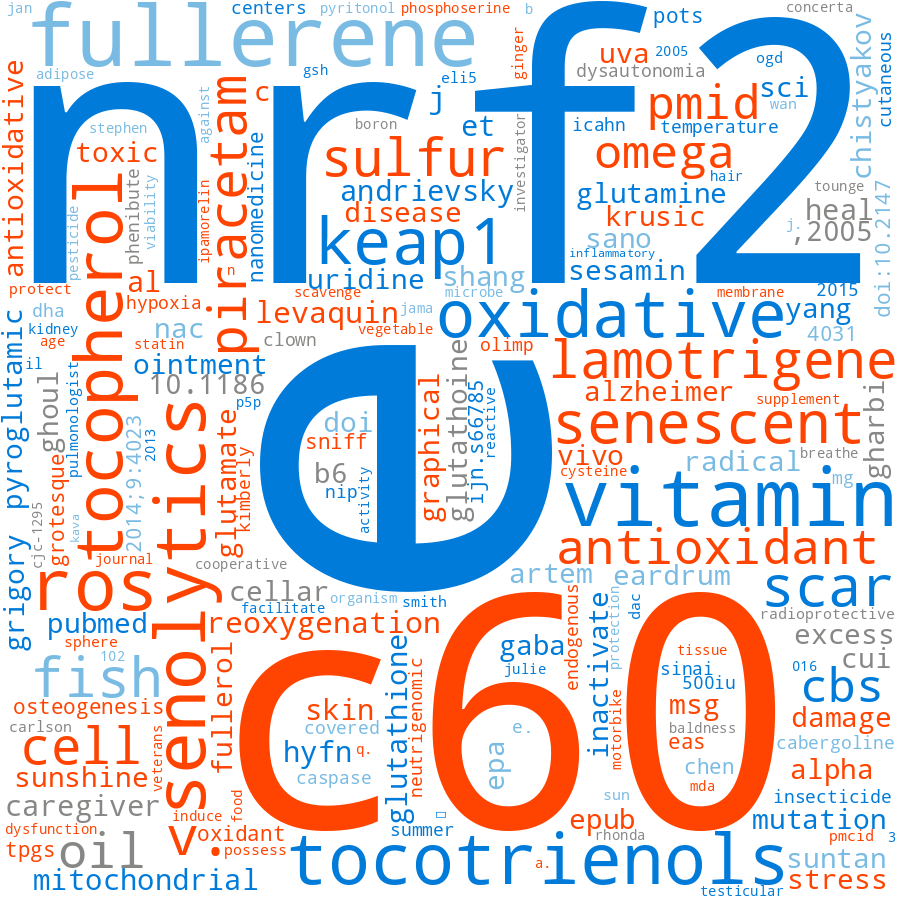 jan
fullerene
centers
pyritonol
phosphoserine
b
concerta
nrf2
pots
adipose
gsh
eli5
ginger
uva
2005
ogd
dysautonomia
sci
chistyakov
cutaneous
antioxidative
piracetam
c
j
pmid
wan
stephen
against
boron
et
investigator
icahn
temperature
toxic
sulfur
omega
hair
nanomedicine
andrievsky
glutamine
tounge
tocopherol
phenibute
viability
ipamorelin
disease
krusic
heal
doi:10.2147
pesticide
keap1
sano
j.
,2005
inflammatory
=
al
uridine
shang
sesamin
protect
hypoxia
scavenge
microbe
membrane
2015
dha
levaquin
jama
oxidative
yang
kidney
nac
vegetable
4031
age
statin
clown
olimp
il
ointment
lamotrigene
pyroglutamic
pulmonologist
10.1186
e
graphical
glutathoine
alzheimer
gharbi
ghoul
p5p
supplement
2014;9:4023
2013
senolytics
glutamate
doi
ijn.s66785
reactive
senescent
sniff
kimberly
vivo
radical
breathe
grotesque
b6
cysteine
mg
nip
activity
vitamin
cjc-1295
kava
journal
antioxidant
rosy
cooperative
artem
eardrum
scar
grigory
cellar
organism
smith
endogenous
inactivate
protection
dac
facilitate
radioprotective
pubmed
reoxygenation
c60
excess
sphere
gaba
tissue
cui
102
fish
fullerol
glutathione
neutrigenomic
julie
sinai
016
500iu
cbs
osteogenesis
skin
motorbike
msg
damage
carlson
covered
e.
baldness
cell
veterans
hyfn
q.
epa
eas
cabergoline
sunshine
caspase
chen
alpha
mda
caregiver
food
sun
insecticide
induce
epub
mutation
dysfunction
v.
oxidant
summer
rhonda
pmcid
3
tpgs
oil
possess
tocotrienols
a.
suntan
mitochondrial
testicular
stress